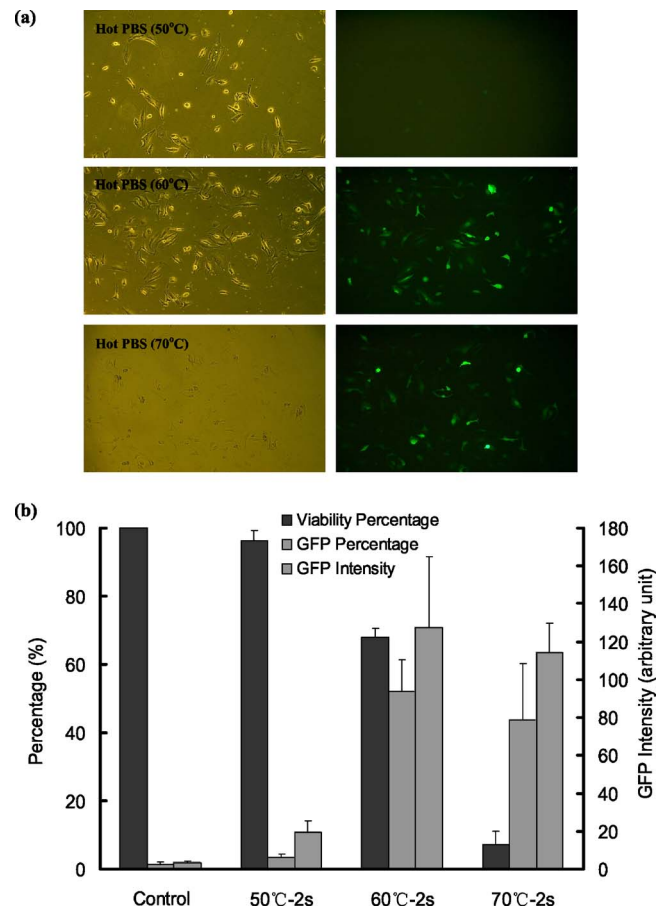 (a)
Hot PBS (50°C)
Hot PBS (60°C)
Hot PBS (70°C)
(b)
Viability Percentage
GFP Percentage
GFP Intensity
Percentage (%)
100
80
60
40
20
0
GFP Intensity (arbitrary unit)
180
160
140
120
100
80
60
40
20
0
Control
50℃-2s
60℃-2s
70℃-2s